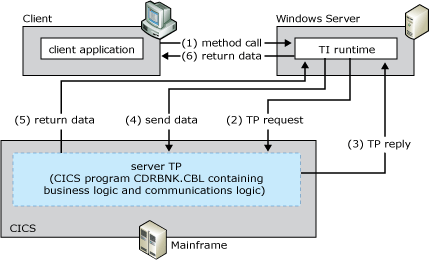 Client
Windows Server
client application
(1) method call
TI runtime
(6) return data
(5) return data
(4) send data
(2) TP request
(3) TP reply
server TP
(CICS program CDRBNK.CBL containing
business logic and communications logic)
CICS
Mainframe